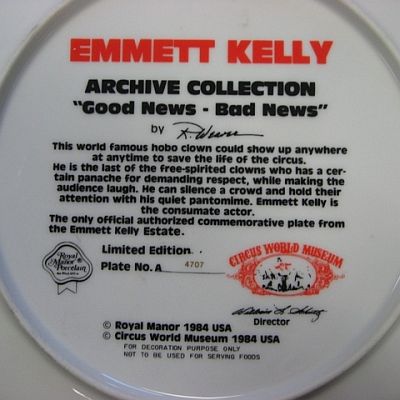 EMMETT KELLY
ARCHIVE COLLECTION
"Good News - Bad News"
by
This world famous hobo clown could show up anywhere
at anytime to save the life of the circus.
He is the last of the free-spirited clowns who has a cer-
tain panache for demanding respect, while making the
audience laugh. He can silence a crowd and hold their
attention with his quiet pantomime. Emmett Kelly is
the consumate actor.
The only official authorized commemorative plate from
the Emmett Kelly Estate.
Limited Edition
Plate No. A 4707
Royal
Manor
Porcelain
CIRCUS WORLD MUSEUM
Director
© Royal Manor 1984 USA
© Circus World Museum 1984 USA
FOR DECORATION PURPOSE ONLY
NOT TO BE USED FOR SERVING FOODS